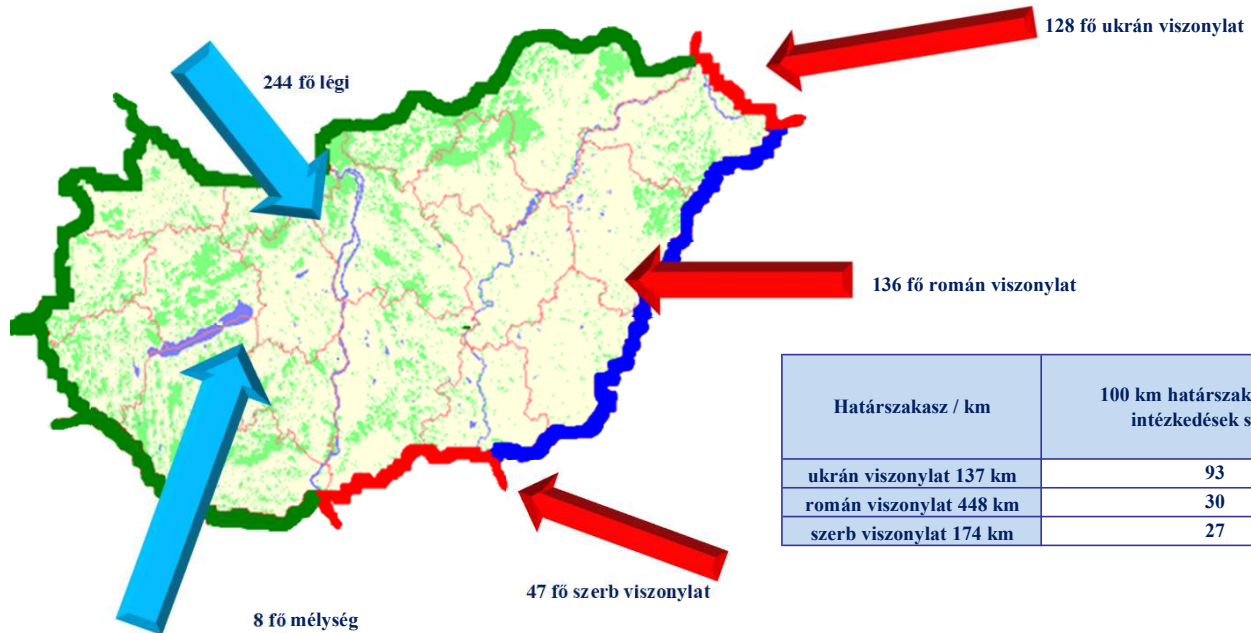 128 fő ukrán viszonylat
244 fő légi
136 fő román viszonylat
Határszakasz / km
100 km határszak
intézkedések s
ukrán viszonylat 137 km 93
román viszonylat 448 km 30
szerb viszonylat 174 km 27
47 fő szerb viszonylat
8 fő mélység